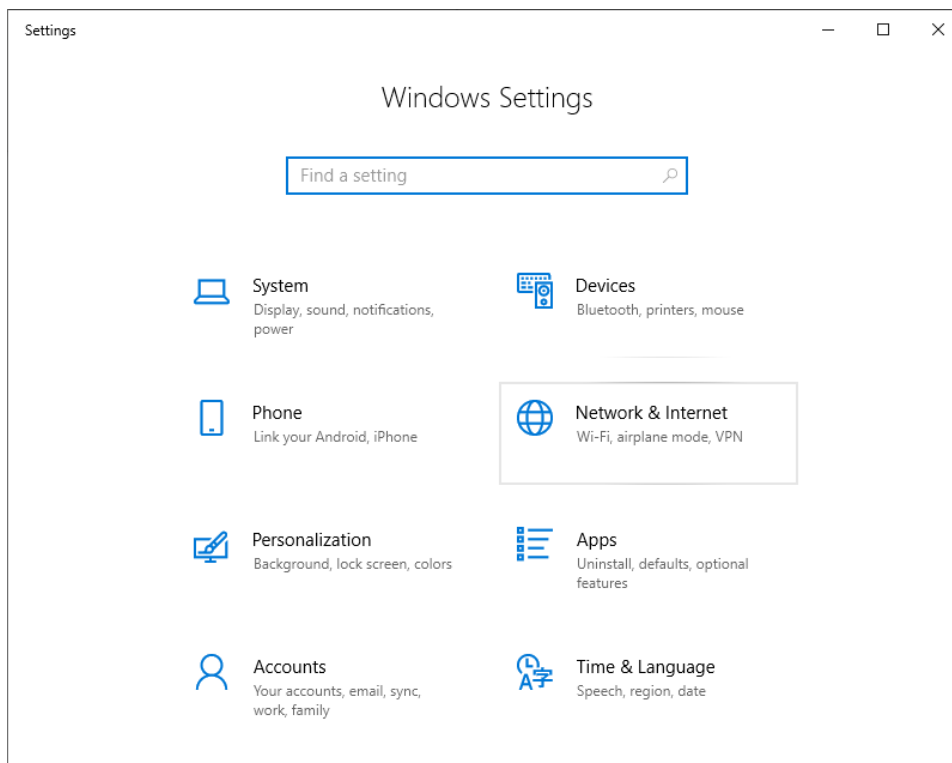 Settings
Windows Settings
Find a setting
System
Display, sound, notifications,
power
Devices
Bluetooth, printers, mouse
Phone
Link your Android, iPhone
Network & Internet
Wi-Fi, airplane mode, VPN
Personalization
Background, lock screen, colors
Apps
Uninstall, defaults, optional
features
Accounts
Your accounts, email, sync,
work, family
Time & Language
Speech, region, date